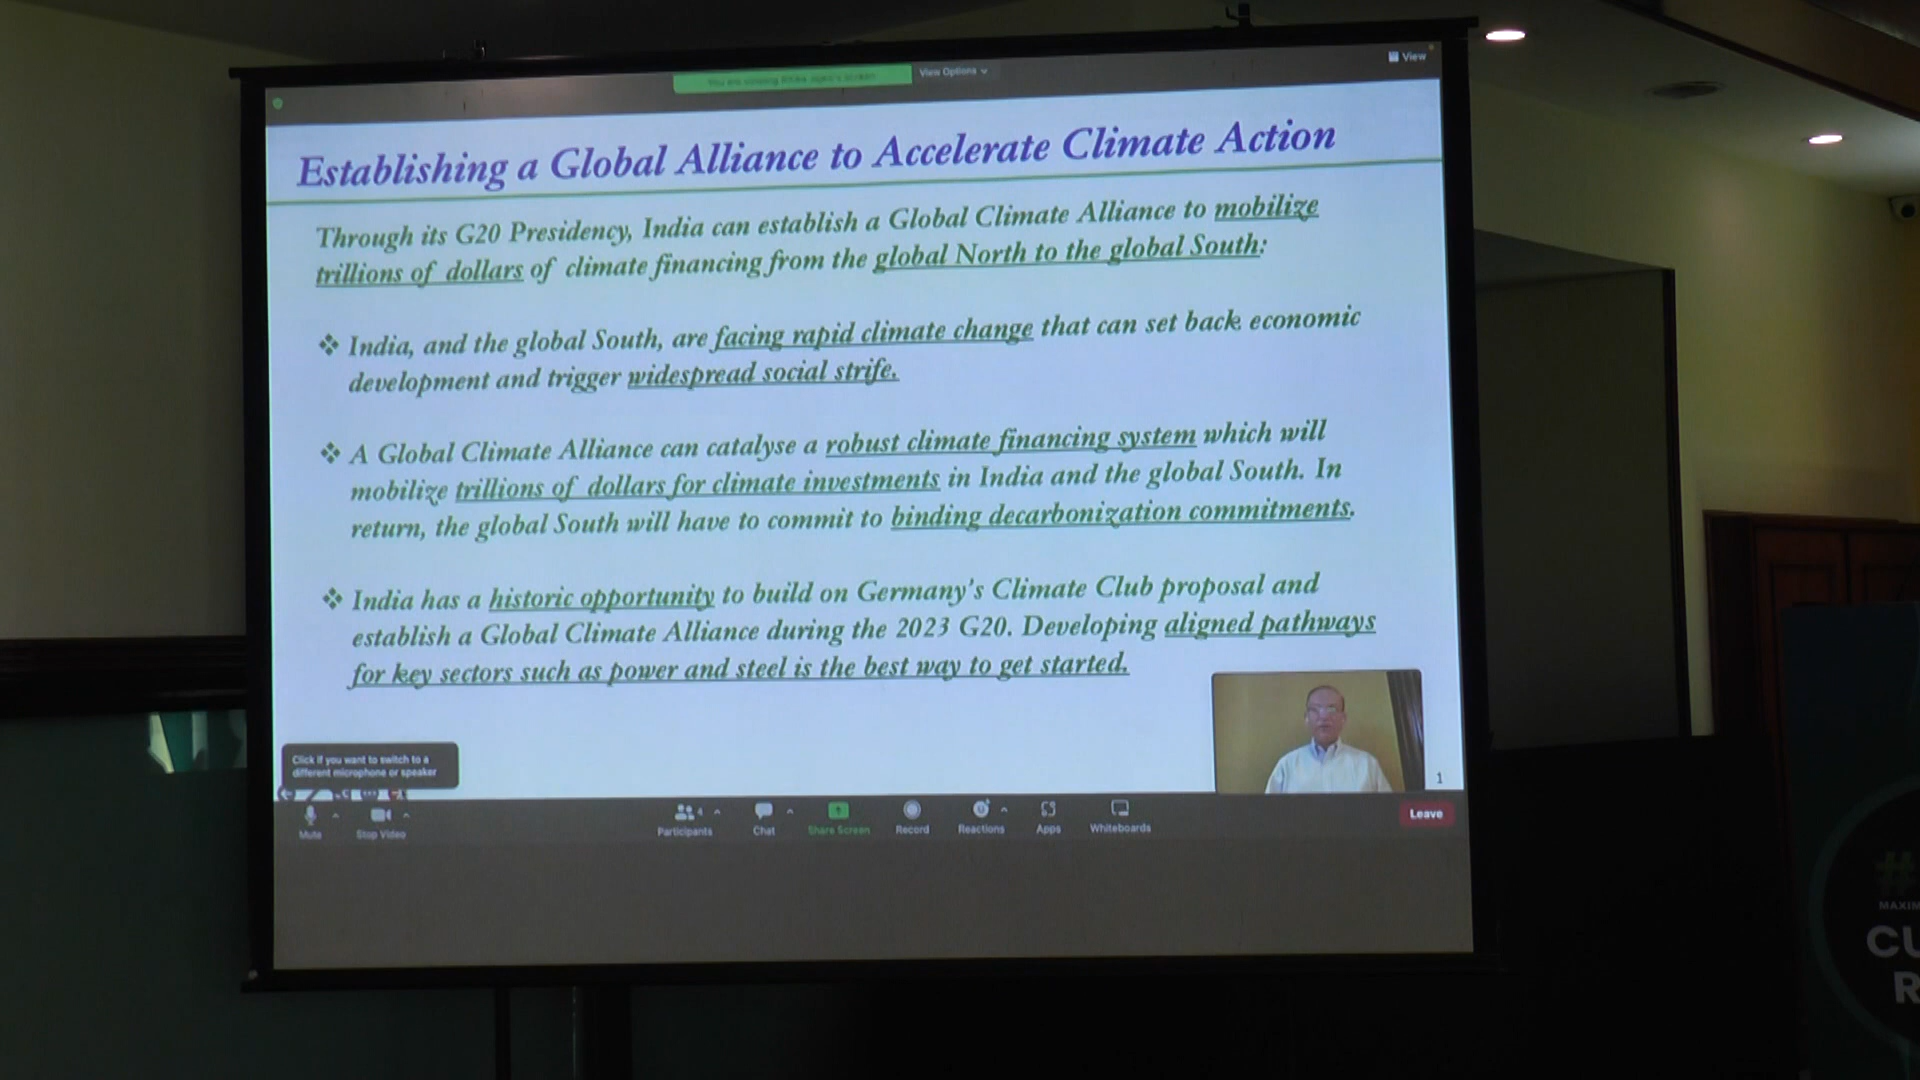 View
View Options
Establishing a Global Alliance to Accelerate Climate Action
Through its G20 Presidency, India can establish a Global Climate Alliance to mobilize
trillions of dollars of climate financing from the global North to the global South:
❖ India, and the global South, are facing rapid climate change that can set back economic
development and trigger widespread social strife.
❖ A Global Climate Alliance can catalyse a robust climate financing system which will
mobilize trillions of dollars for climate investments in India and the global South. In
return, the global South will have to commit to binding decarbonization commitments.
❖ India has a historic opportunity to build on Germany's Climate Club proposal and
establish a Global Climate Alliance during the 2023 G20. Developing aligned pathways
for key sectors such as power and steel is the best way to get started.
Click if you want to switch to a
different microphone or speaker
1
Mute
Stop Video
Participants
4
Chat
Share Screen
Record
Reactions
Apps
Whiteboards
Leave
#
MAXIM
CU
R